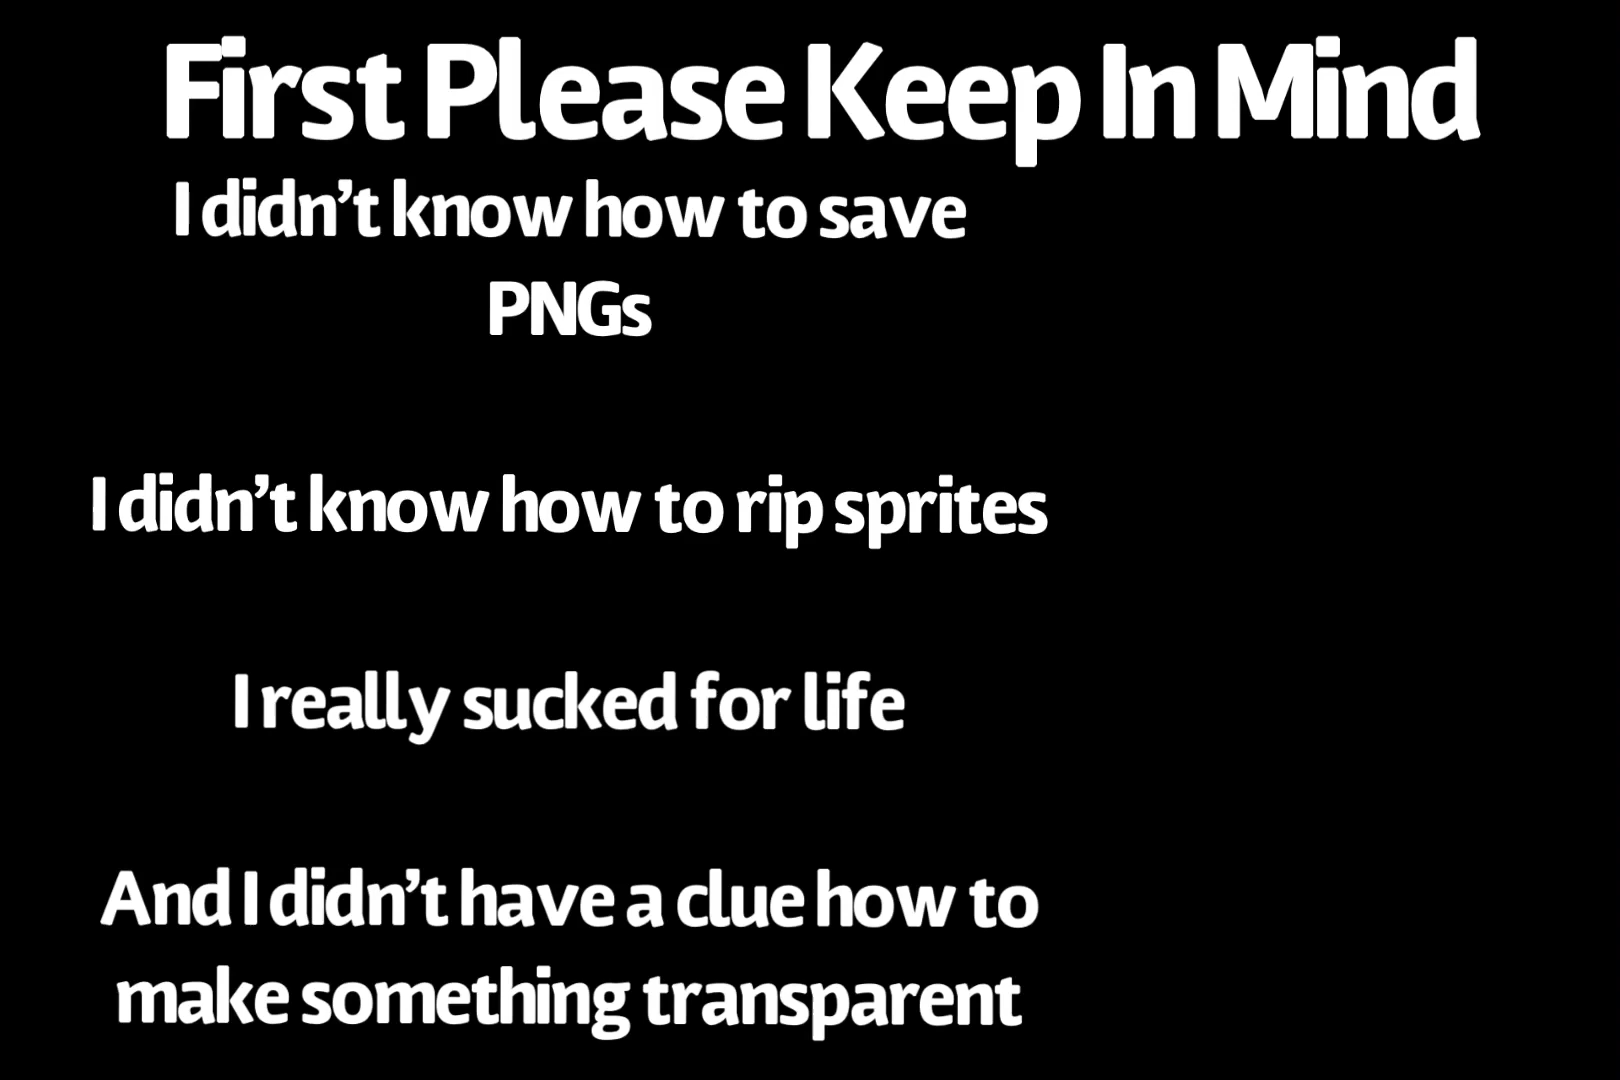 First Please Keep In Mind
I didn’t know how to save
PNGs
I didn’t know how to rip sprites
I really sucked for life
And I didn’t have a clue how to
make something transparent